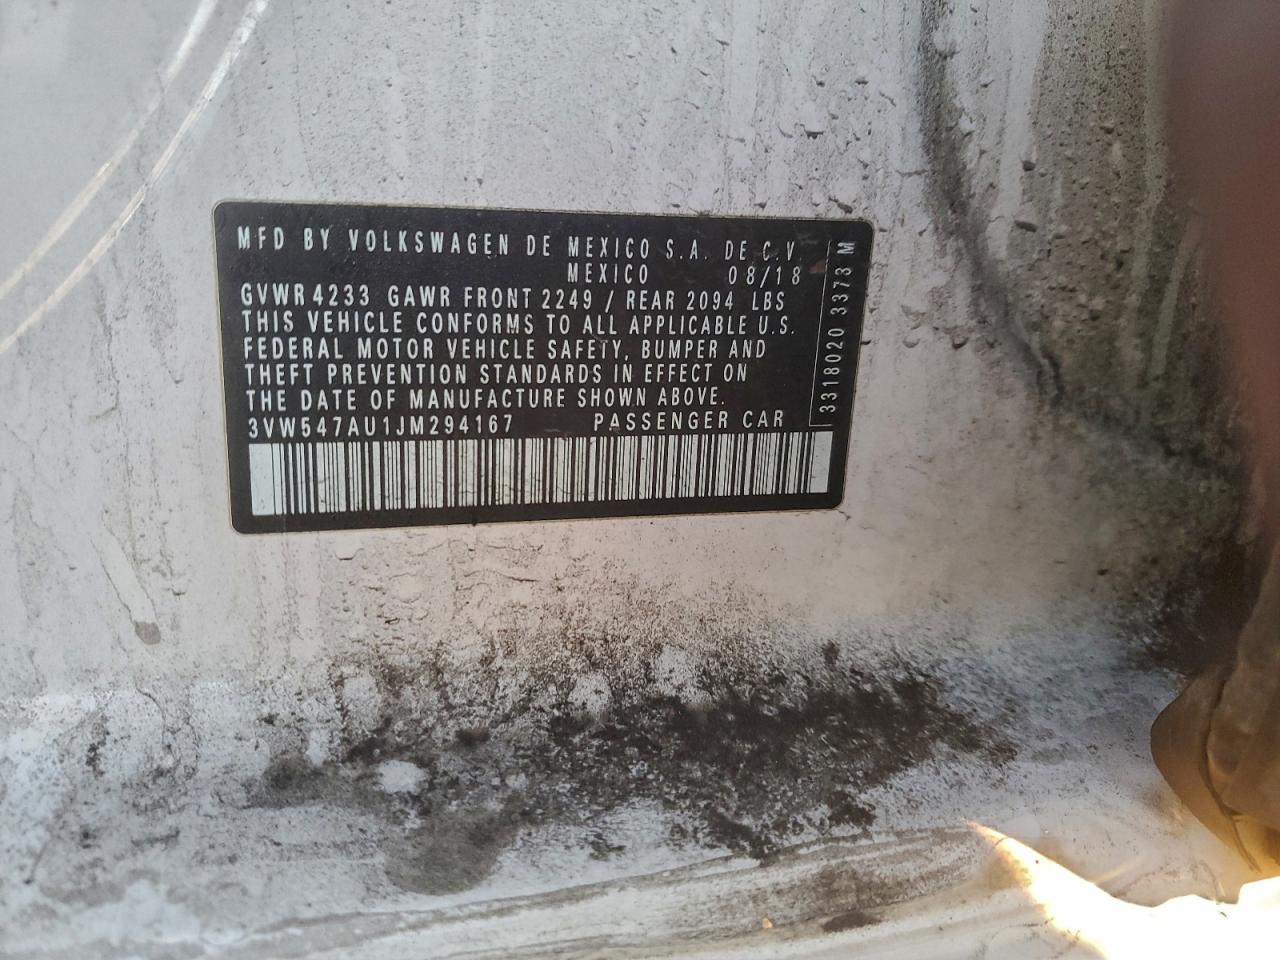 MFD BY VOLKSWAGEN DE MEXICO S.A. DE C.V.
MEXICO 08/18
GVWR 4233 GAWR FRONT 2249 / REAR 2094 LBS
THIS VEHICLE CONFORMS TO ALL APPLICABLE U.S.
FEDERAL MOTOR VEHICLE SAFETY, BUMPER AND
THEFT PREVENTION STANDARDS IN EFFECT ON
THE DATE OF MANUFACTURE SHOWN ABOVE.
3VW547AU1JM294167 PASSENGER CAR
3318020 3373 M